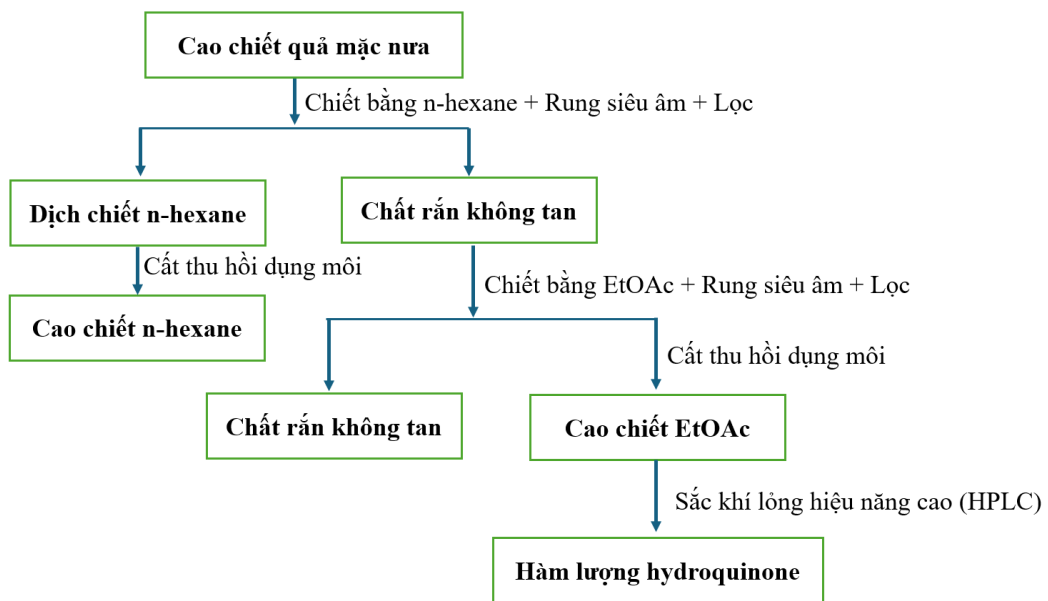 Cao chiết quả mặc nưa
Chiết bằng n-hexane + Rung siêu âm + Lọc
Dịch chiết n-hexane
Chất rắn không tan
Cất thu hồi dụng môi
Chiết bằng EtOAc + Rung siêu âm + Lọc
Cao chiết n-hexane
Cất thu hồi dụng môi
Chất rắn không tan
Cao chiết EtOAc
Sắc khí lỏng hiệu năng cao (HPLC)
Hàm lượng hydroquinone